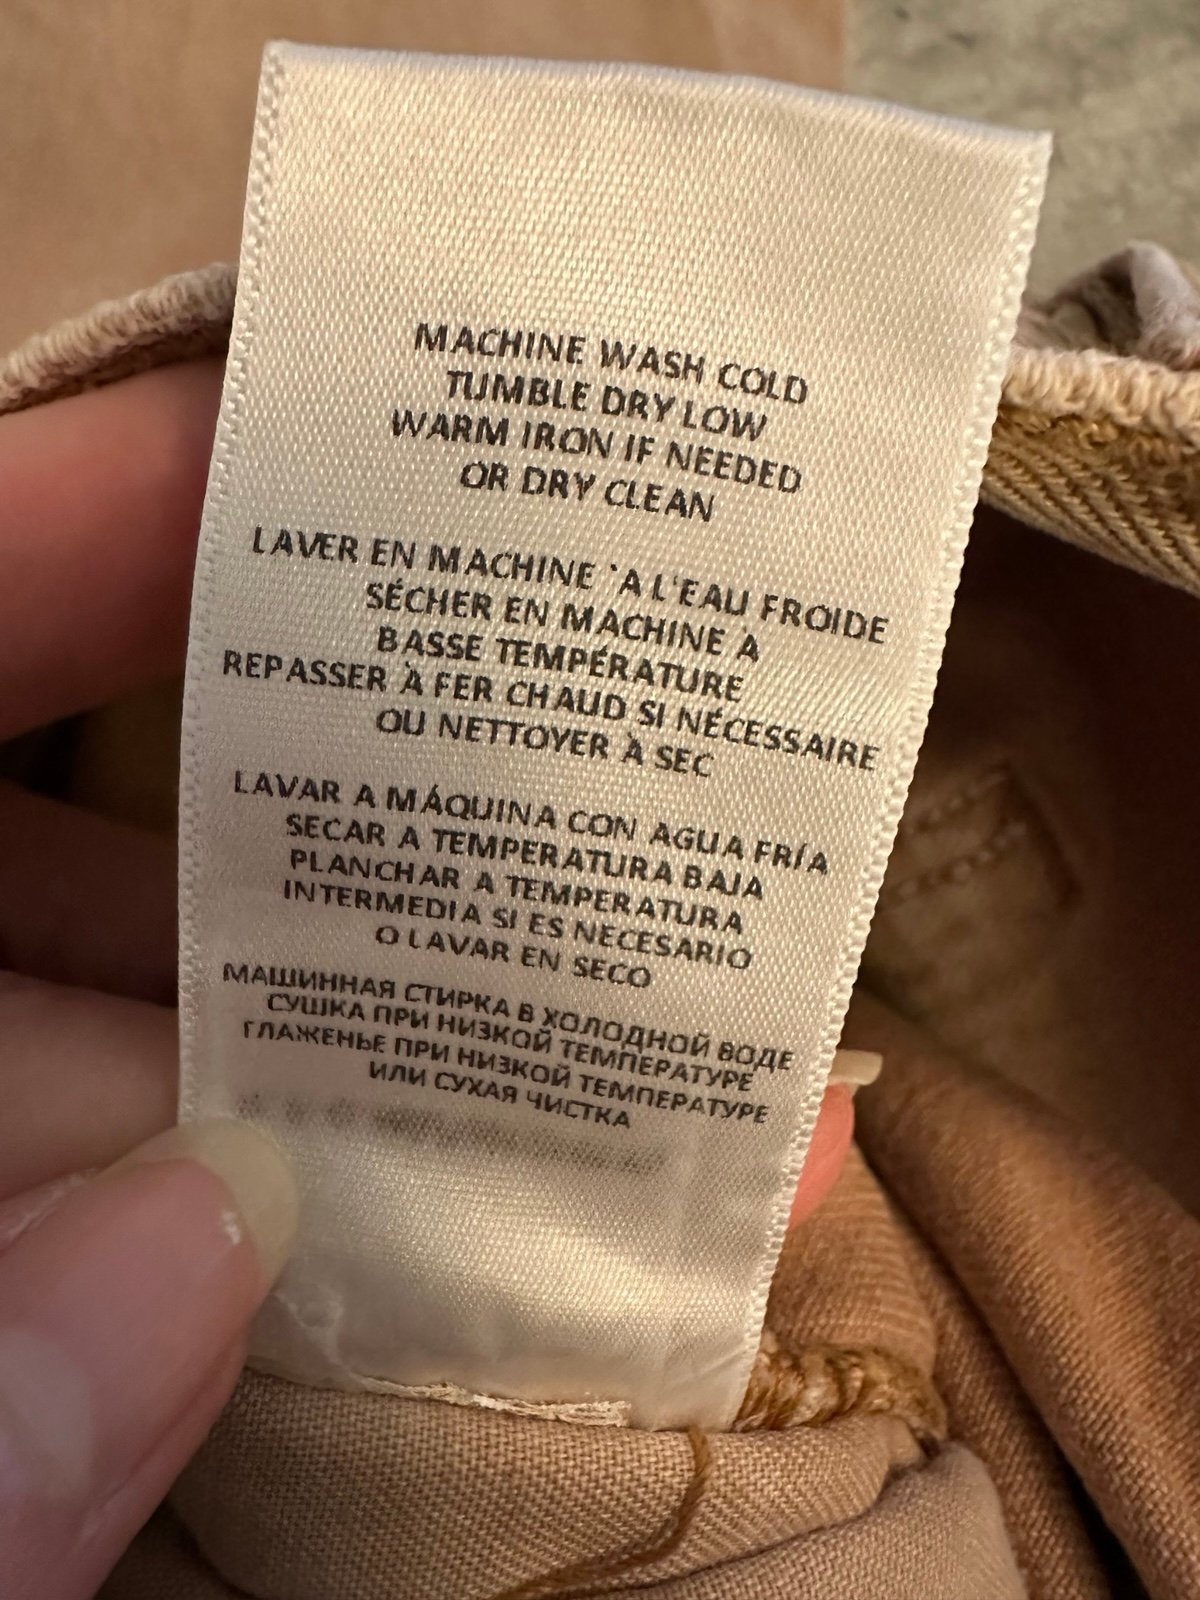 MACHINE WASH COLD
TUMBLE DRY LOW
WARM IRON IF NEEDED
OR DRY CLEAN
LAVER EN MACHINE `A L'EAU FROIDE
SÉCHER EN MACHINE À
BASSE TEMPÉRATURE
REPASSER À FER CHAUD SI NÉCESSAIRE
OU NETTOYER À SEC
LAVAR A MÁQUINA CON AGUA FRÍA
SECAR A TEMPERATURA BAJA
PLANCHAR A TEMPERATURA
INTERMEDIA SI ES NECESARIO
O LAVAR EN SECO
МАШИННАЯ СТИРКА В ХОЛОДНОЙ ВОДЕ
СУШКА ПРИ НИЗКОЙ ТЕМПЕРАТУРЕ
ГЛАЖЕНЬЕ ПРИ НИЗКОЙ ТЕМПЕРАТУРЕ
ИЛИ СУХАЯ ЧИСТКА